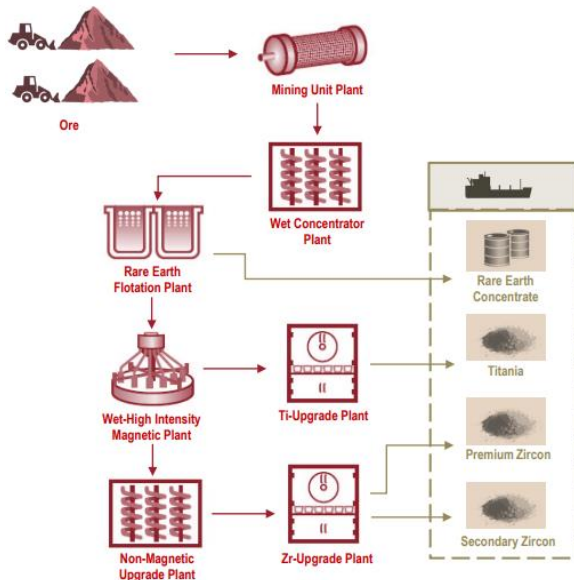 Ore
Mining Unit Plant
Wet Concentrator
Plant
Rare Earth
Flotation Plant
Rare Earth
Concentrate
Wet-High Intensity
Magnetic Plant
Ti-Upgrade Plant
Titania
Premium Zircon
Non-Magnetic
Upgrade Plant
Zr-Upgrade Plant
Secondary Zircon